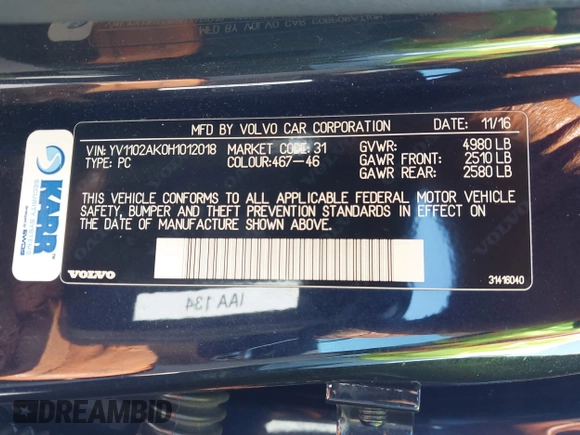 MFD BY VOLVO CAR CORPORATION DATE: 11/16
VIN: YV1102AK0H1012018 MARKET CODE: 31 GVWR: 4980 LB
TYPE: PC COLOUR:467-46 GAWR FRONT: 2510 LB
GAWR REAR: 2580 LB
THIS VEHICLE CONFORMS TO ALL APPLICABLE FEDERAL MOTOR VEHICLE
SAFETY, BUMPER AND THEFT PREVENTION STANDARDS IN EFFECT ON
THE DATE OF MANUFACTURE SHOWN ABOVE.
VOLVO
31416040
KARR
SECURITY SYSTEMS
IAA 134
DREAMBID